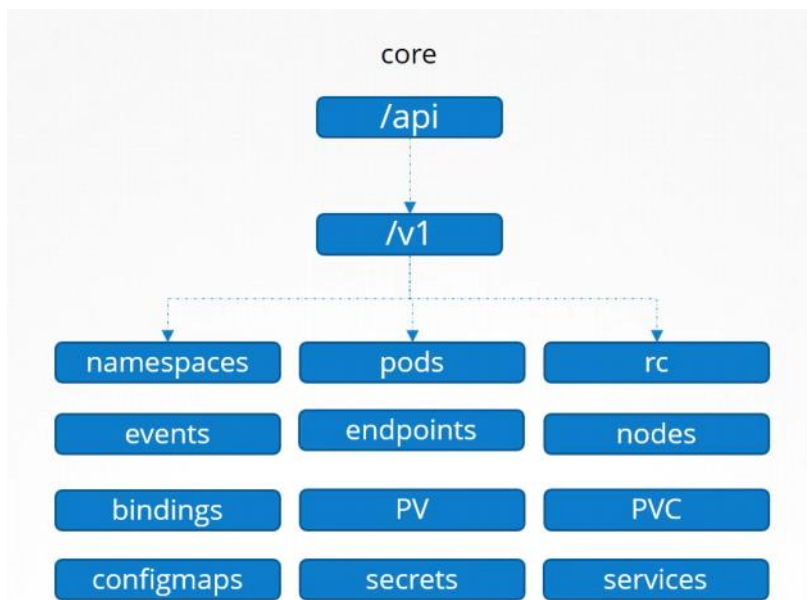 core
/api
/v1
namespaces
pods
rc
events
endpoints
nodes
bindings
PV
PVC
configmaps
secrets
services